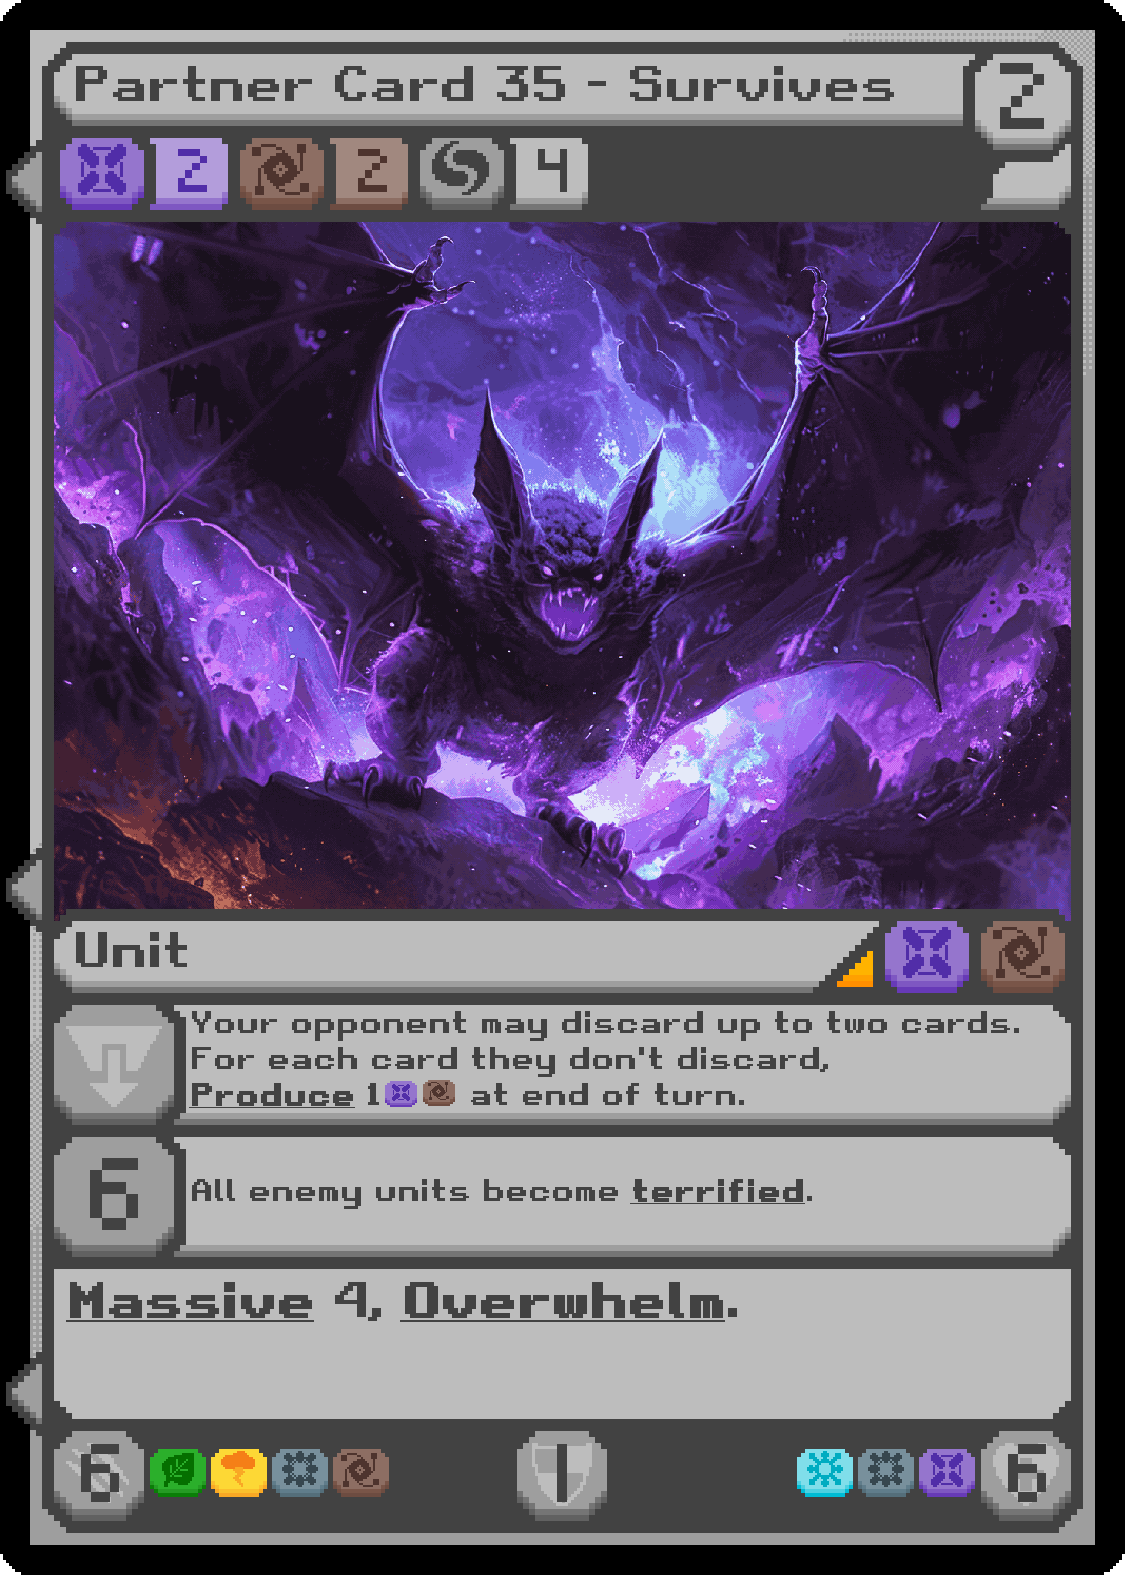 Partner Card 35 - Survives
2
2 2 4
Unit
Your opponent may discard up to two cards.
For each card they don't discard,
Produce 1 at end of turn.
6
All enemy units become terrified.
Massive 4, Overwhelm.
6 1 6